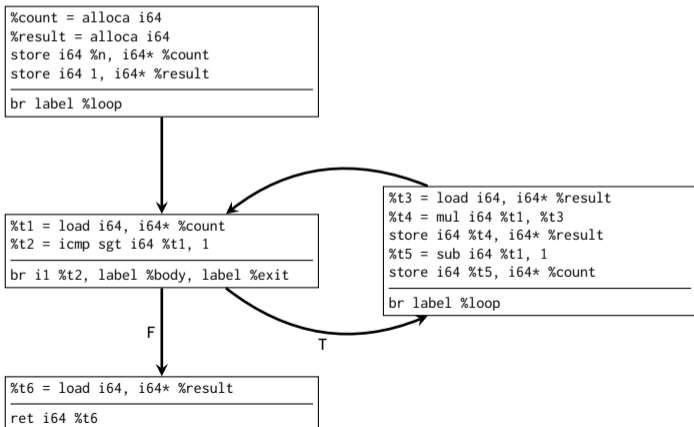 %count = alloca i64
%result = alloca i64
store i64 %n, i64* %count
store i64 1, i64* %result
br label %loop
%t1 = load i64, i64* %count
%t2 = icmp sgt i64 %t1, 1
br i1 %t2, label %body, label %exit
%t3 = load i64, i64* %result
%t4 = mul i64 %t1, %t3
store i64 %t4, i64* %result
%t5 = sub i64 %t1, 1
store i64 %t5, i64* %count
br label %loop
F
T
%t6 = load i64, i64* %result
ret i64 %t6